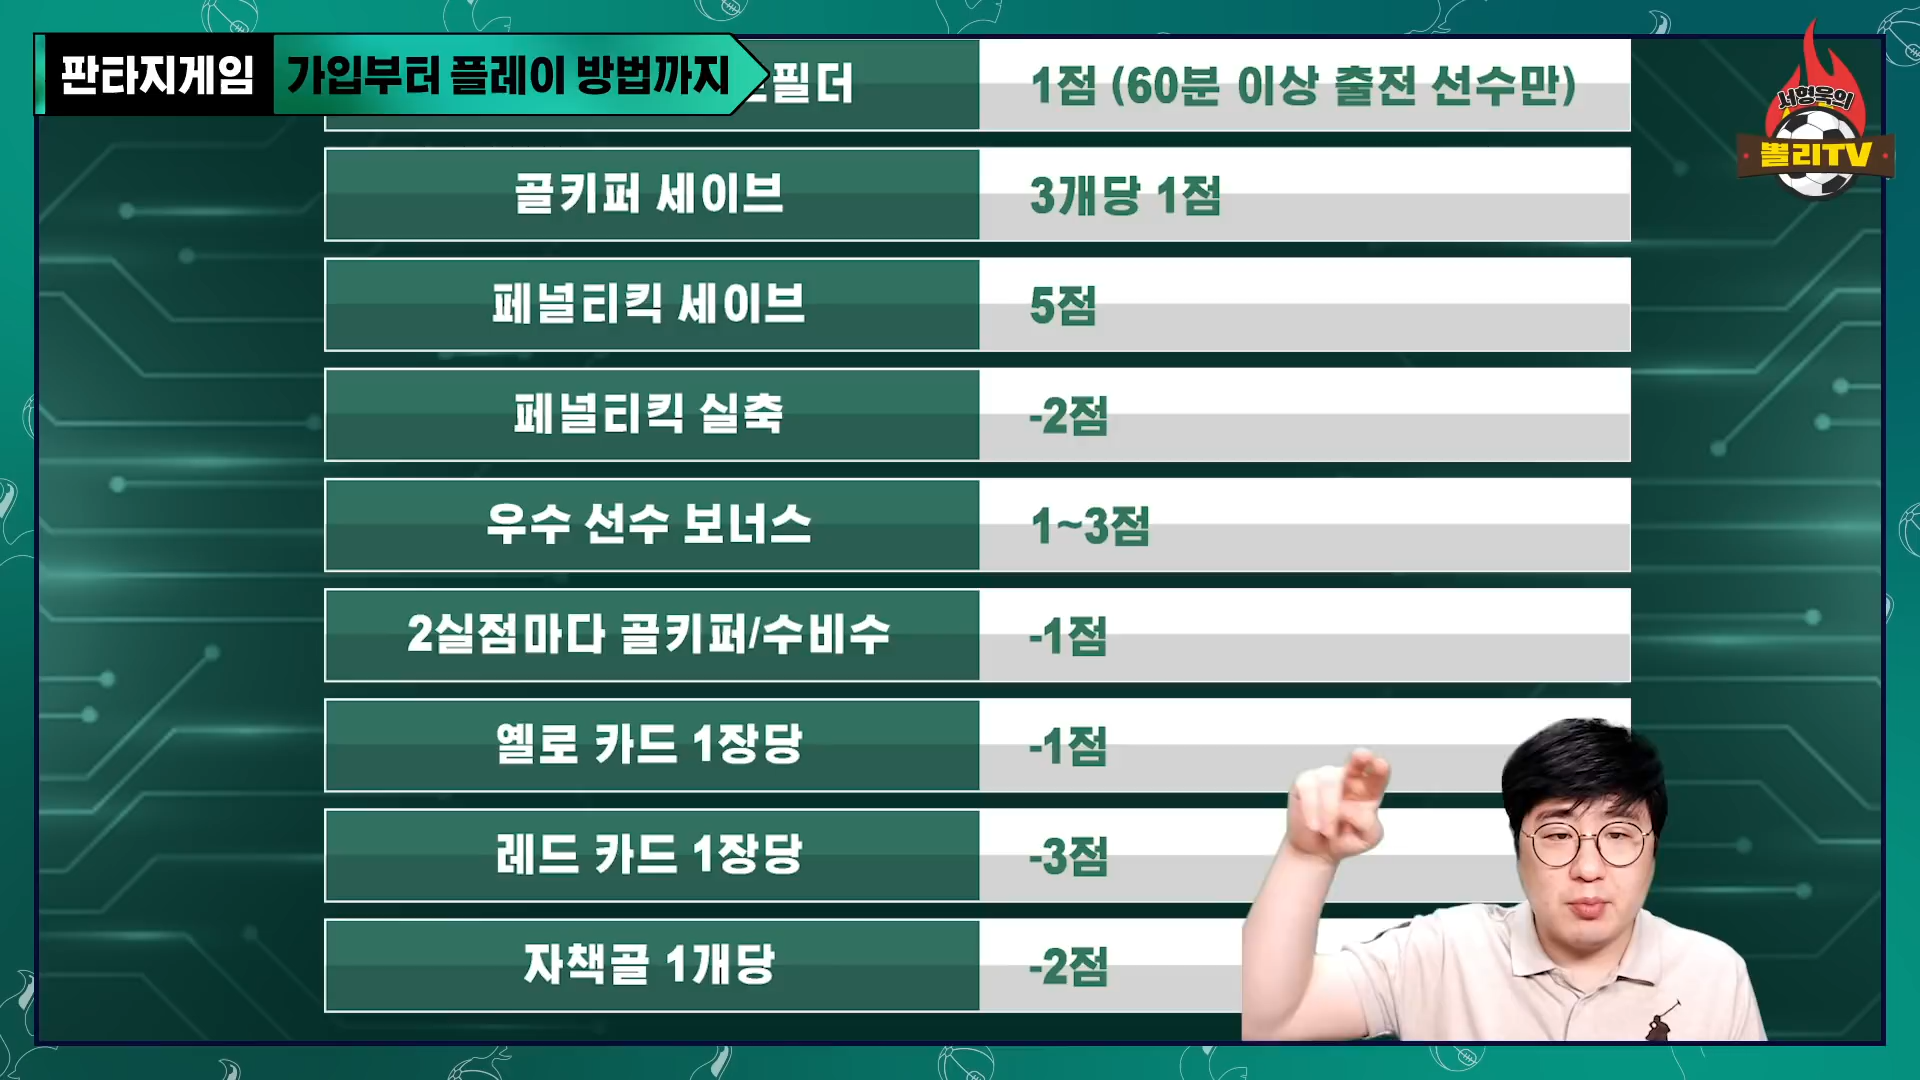 판타지게임 가입부터 플레이 방법까지
필더 1점 (60분 이상 출전 선수만)
서형욱의
뽈리TV
골키퍼 세이브 3개당 1점
페널티킥 세이브 5점
페널티킥 실축 -2점
우수 선수 보너스 1~3점
2실점마다 골키퍼/수비수 -1점
옐로 카드 1장당 -1점
레드 카드 1장당 -3점
자책골 1개당 -2점